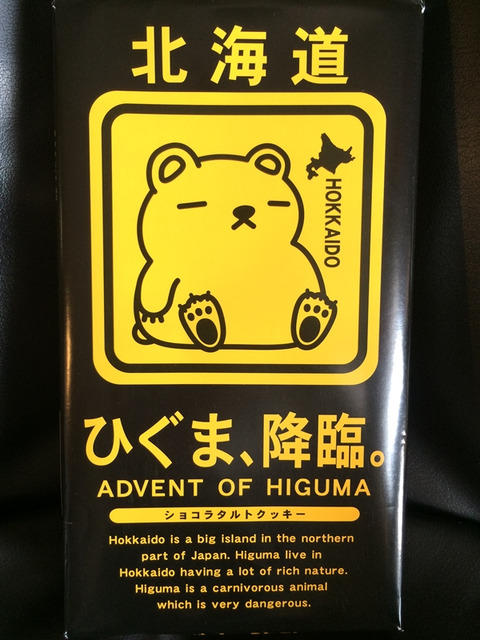 北海道
HOKKAIDO
ひぐま、降臨。
ADVENT OF HIGUMA
ショコラタルトクッキー
Hokkaido is a big island in the northern
part of Japan. Higuma live in
Hokkaido having a lot of rich nature.
Higuma is a carnivorous animal
which is very dangerous.